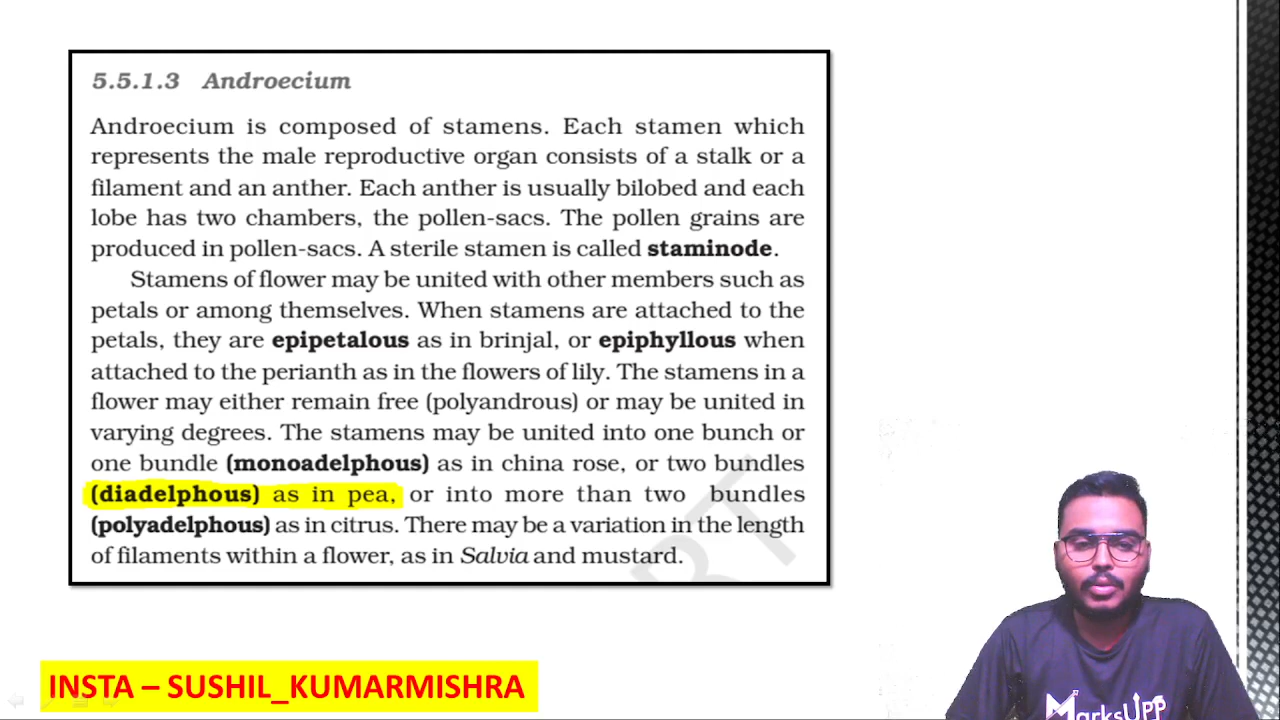 5.5.1.3 Androecium
Androecium is composed of stamens. Each stamen which
represents the male reproductive organ consists of a stalk or a
filament and an anther. Each anther is usually bilobed and each
lobe has two chambers, the pollen-sacs. The pollen grains are
produced in pollen-sacs. A sterile stamen is called staminode.
Stamens of flower may be united with other members such as
petals or among themselves. When stamens are attached to the
petals, they are epipetalous as in brinjal, or epiphyllous when
attached to the perianth as in the flowers of lily. The stamens in a
flower may either remain free (polyandrous) or may be united in
varying degrees. The stamens may be united into one bunch or
one bundle (monoadelphous) as in china rose, or two bundles
(diadelphous) as in pea, or into more than two bundles
(polyadelphous) as in citrus. There may be a variation in the length
of filaments within a flower, as in Salvia and mustard.
INSTA – SUSHIL_KUMARMISHRA
MarksUpp